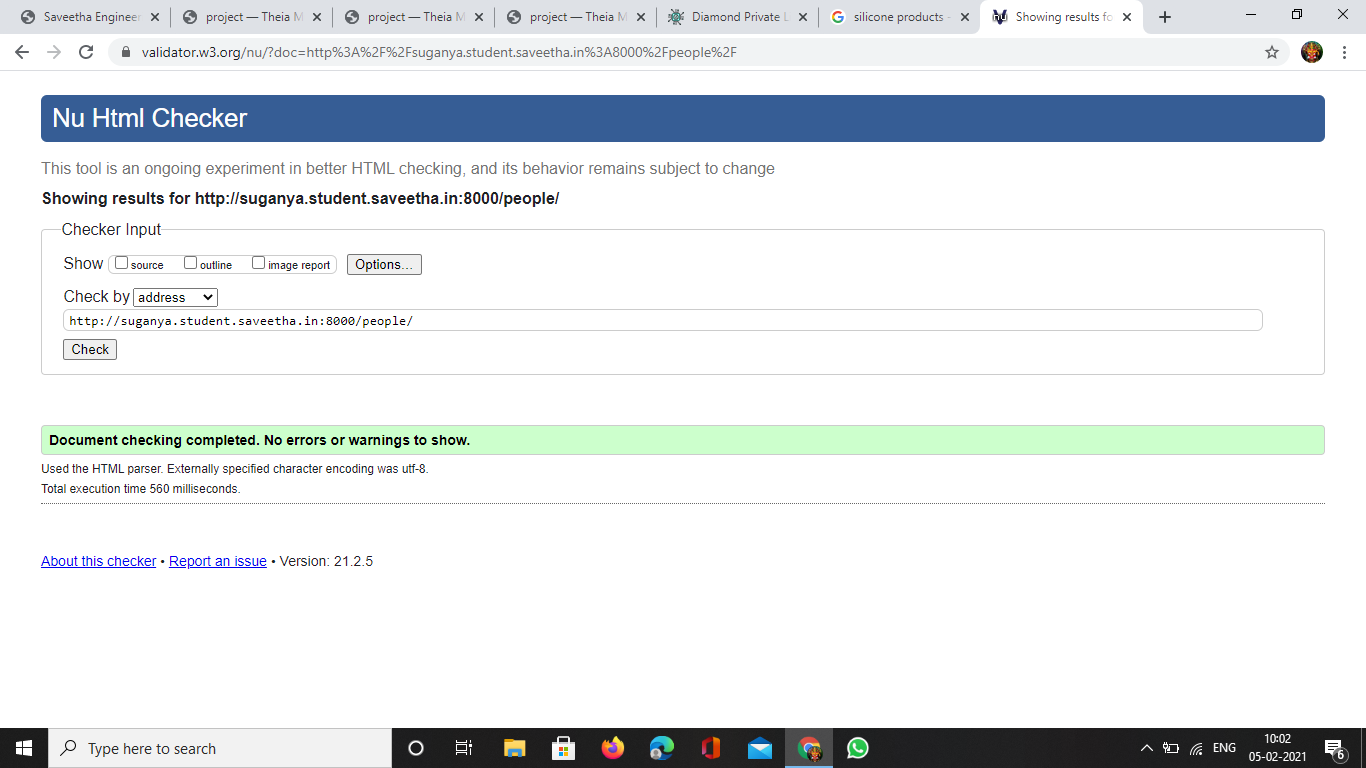 Saveetha Engineer
project — Theia M
project — Theia M
project — Theia M
Diamond Private L
silicone products -
Showing results fo
validator.w3.org/nu/?doc=http%3A%2F%2Fsuganya.student.saveetha.in%3A8000%2Fpeople%2F
Nu Html Checker
This tool is an ongoing experiment in better HTML checking, and its behavior remains subject to change
Showing results for http://suganya.student.saveetha.in:8000/people/
Checker Input
Show source outline image report Options...
Check by address
http://suganya.student.saveetha.in:8000/people/
Check
Document checking completed. No errors or warnings to show.
Used the HTML parser. Externally specified character encoding was utf-8.
Total execution time 560 milliseconds.
About this checker • Report an issue • Version: 21.2.5
Type here to search
ENG
10:02
05-02-2021
6